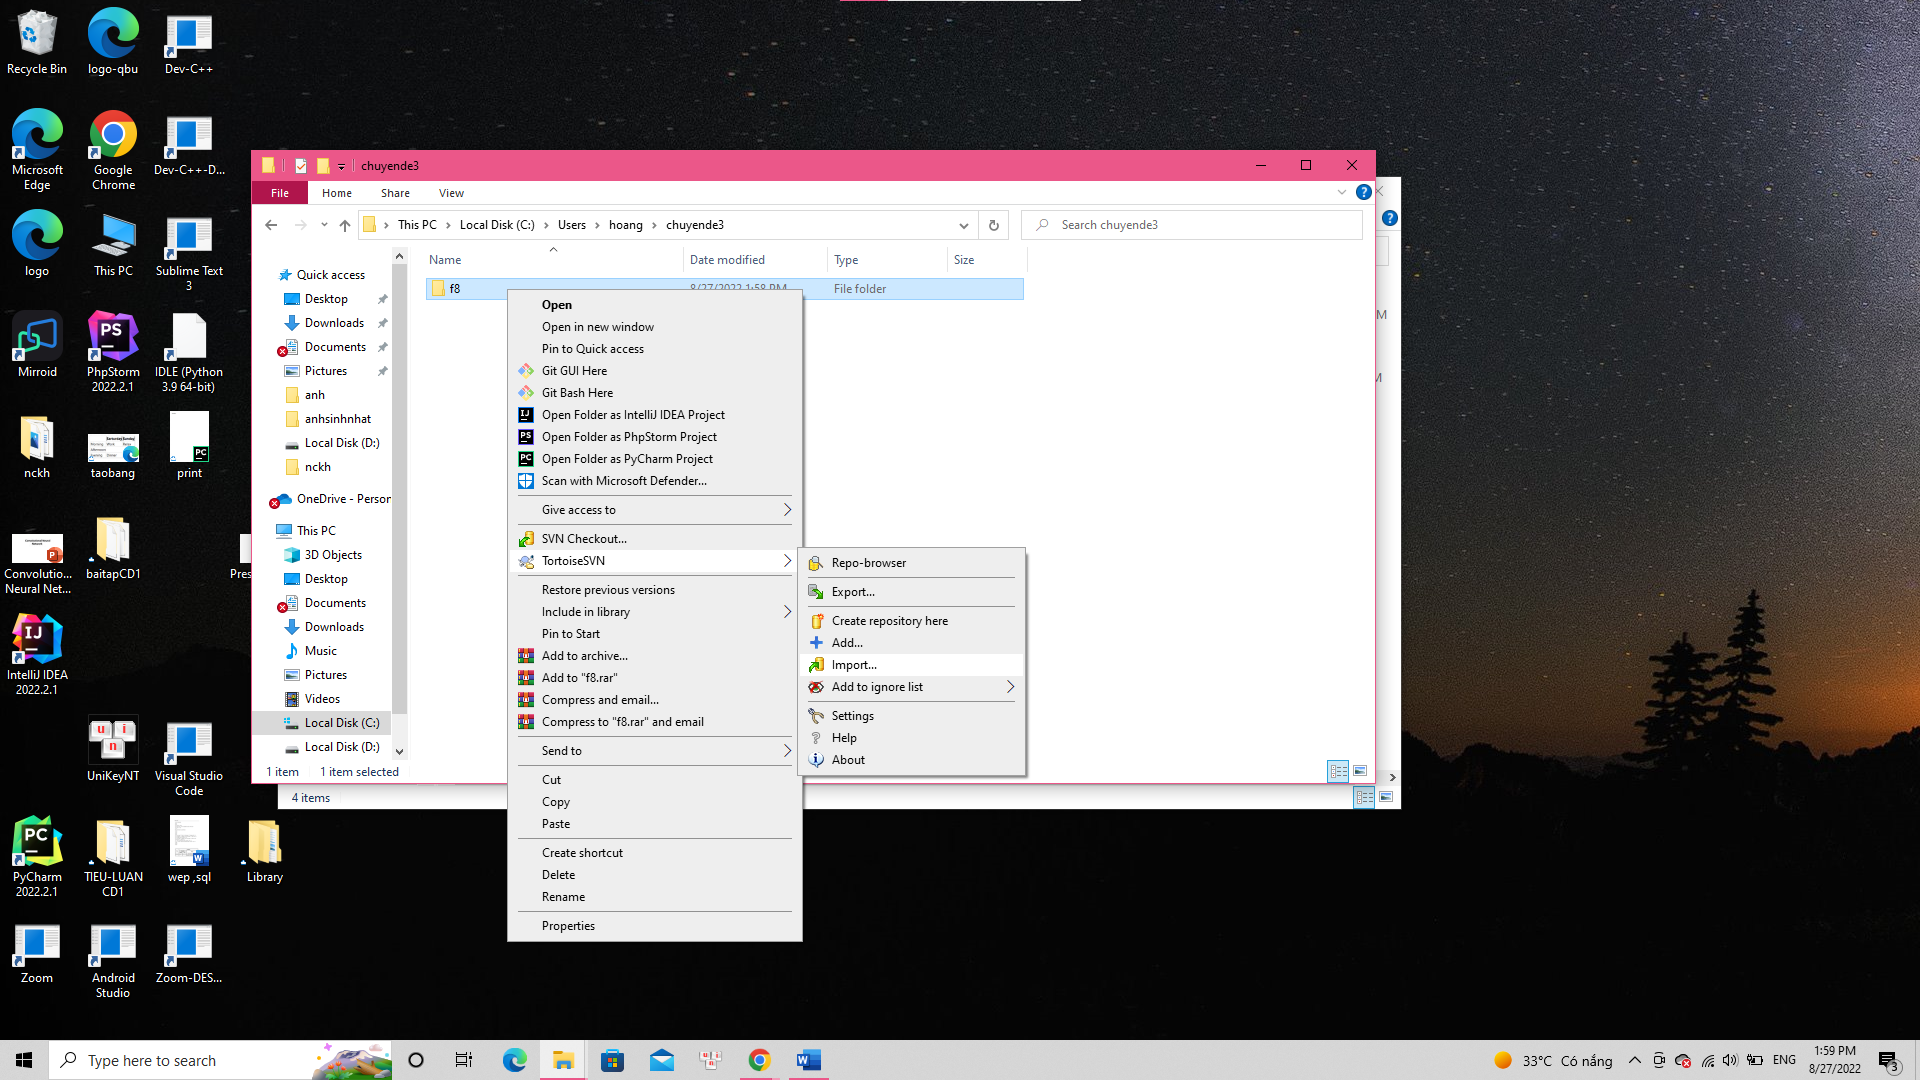 Recycle Bin
logo-qbu
Dev-C++
Microsoft
Edge
Google
Chrome
Dev-C++-D...
logo
This PC
Sublime Text
3
Mirroid
PhpStorm
2022.2.1
IDLE (Python
3.9 64-bit)
nckh
taobang
print
Convolutio...
Neural Net...
baitapCD1
Pres
IntelliJ IDEA
2022.2.1
UniKeyNT
Visual Studio
Code
PyCharm
2022.2.1
TIEU-LUAN
CD1
wep ,sql
Library
Zoom
Android
Studio
Zoom-DES...
chuyende3
File
Home
Share
View
This PC
Local Disk (C:)
Users
hoang
chuyende3
Search chuyende3
Name
Date modified
Type
Size
f8
8/27/2022 1:58 PM
File folder
Quick access
Desktop
Downloads
Documents
Pictures
anh
anhsinhnhat
Local Disk (D:)
nckh
OneDrive - Person
This PC
3D Objects
Desktop
Documents
Downloads
Music
Pictures
Videos
Local Disk (C:)
Local Disk (D:)
1 item
1 item selected
4 items
Open
Open in new window
Pin to Quick access
Git GUI Here
Git Bash Here
Open Folder as IntelliJ IDEA Project
Open Folder as PhpStorm Project
Open Folder as PyCharm Project
Scan with Microsoft Defender...
Give access to
SVN Checkout...
TortoiseSVN
Restore previous versions
Include in library
Pin to Start
Add to archive...
Add to "f8.rar"
Compress and email...
Compress to "f8.rar" and email
Send to
Cut
Copy
Paste
Create shortcut
Delete
Rename
Properties
Repo-browser
Export...
Create repository here
Add...
Import...
Add to ignore list
Settings
Help
About
M
M
Type here to search
33°C Có nắng
ENG
1:59 PM
8/27/2022
3